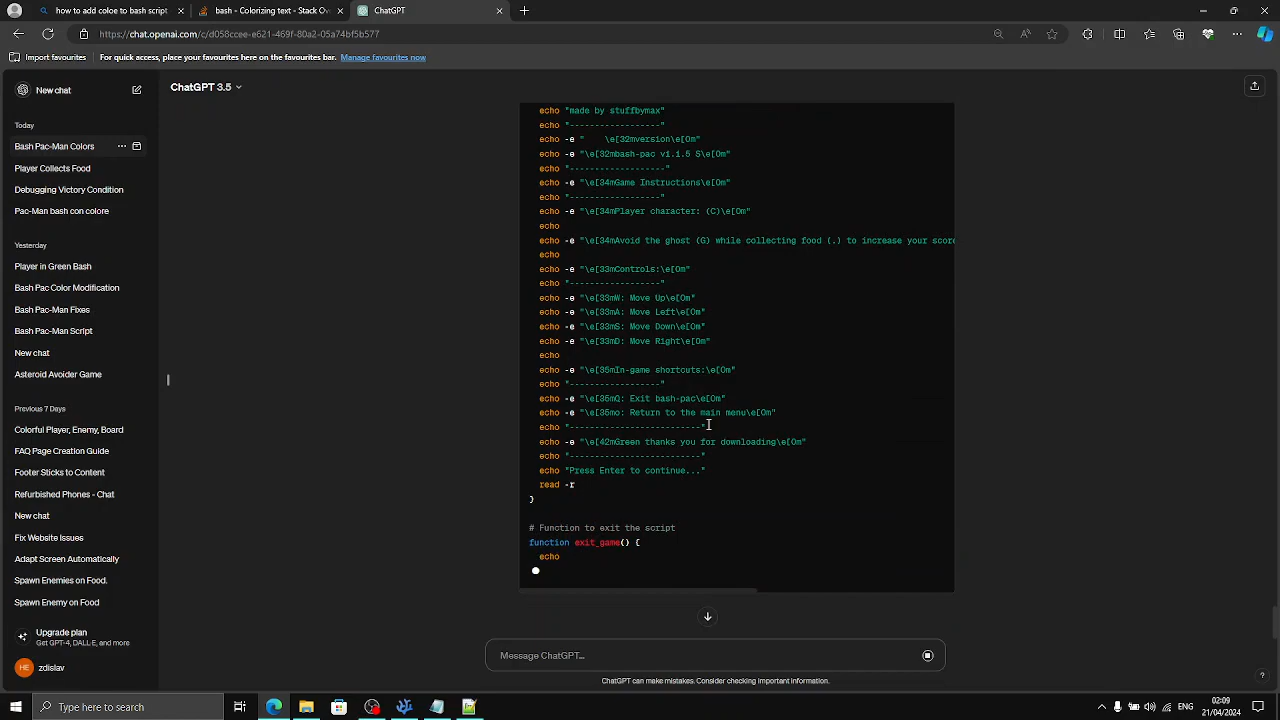 how to add coloe to bash script
bash - Colorizing text - Stack Ov
ChatGPT
https://chat.openai.com/c/d058ccee-e621-469f-80a2-05a74bf5b577
Import favourites
For quick access, place your favourites here on the favourites bar. Manage favourites now
New chat
ChatGPT 3.5
Today
Bash Pac-Man Colors
Player Collects Food
Debugging Victory Condition
Pac-Man con colore
Yesterday
Player in Green Bash
Bash Pac Color Modification
Bash Pac-Man Fixes
Bash Pac-Man Script
New chat
Asteroid Avoider Game
Previous 7 Days
Colorful Player, Enemy, Board
Homework Guide
Footer Sticks to Content
Refurbished Phones - Chat
New chat
Fix Website Issues
Add Content Automatically
Spawn Enemies on Food.
Spawn Enemy on Food
Upgrade plan
Get GPT-4, DALL·E, and more
HE
zdislav
echo "made by stuffbymax"
echo "------------------"
echo -e "    \e[32mversion\e[0m"
echo -e "\e[32mbash-pac v1.1.5 S\e[0m"
echo "-------------------"
echo -e "\e[34mGame Instructions\e[0m"
echo "------------------"
echo -e "\e[34mPlayer character: (C)\e[0m"
echo
echo -e "\e[34mAvoid the ghost (G) while collecting food (.) to increase your score
echo
echo -e "\e[33mControls:\e[0m"
echo "------------------"
echo -e "\e[33mW: Move Up\e[0m"
echo -e "\e[33mA: Move Left\e[0m"
echo -e "\e[33mS: Move Down\e[0m"
echo -e "\e[33mD: Move Right\e[0m"
echo
echo -e "\e[35mIn-game shortcuts:\e[0m"
echo "------------------"
echo -e "\e[35mQ: Exit bash-pac\e[0m"
echo -e "\e[35mo: Return to the main menu\e[0m"
echo "--------------------------"
echo -e "\e[42mGreen thanks you for downloading\e[0m"
echo "--------------------------"
echo "Press Enter to continue..."
read -r
}
# Function to exit the script
function exit_game() {
echo
Message ChatGPT…
ChatGPT can make mistakes. Consider checking important information.
?
Type here to search
ENG
02:09
21/04/2024